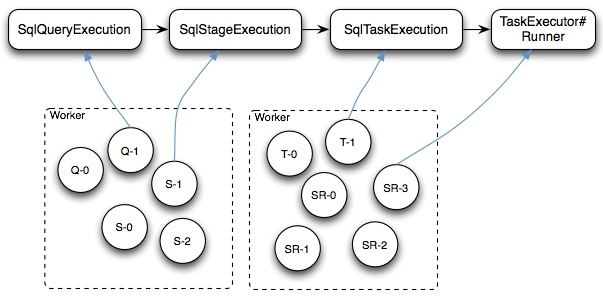 SqlQueryExecution
SqlStageExecution
SqlTaskExecution
TaskExecutor#
Runner
Worker
Q-1
Q-0
S-1
S-0
S-2
Worker
T-1
T-0
SR-3
SR-0
SR-1
SR-2